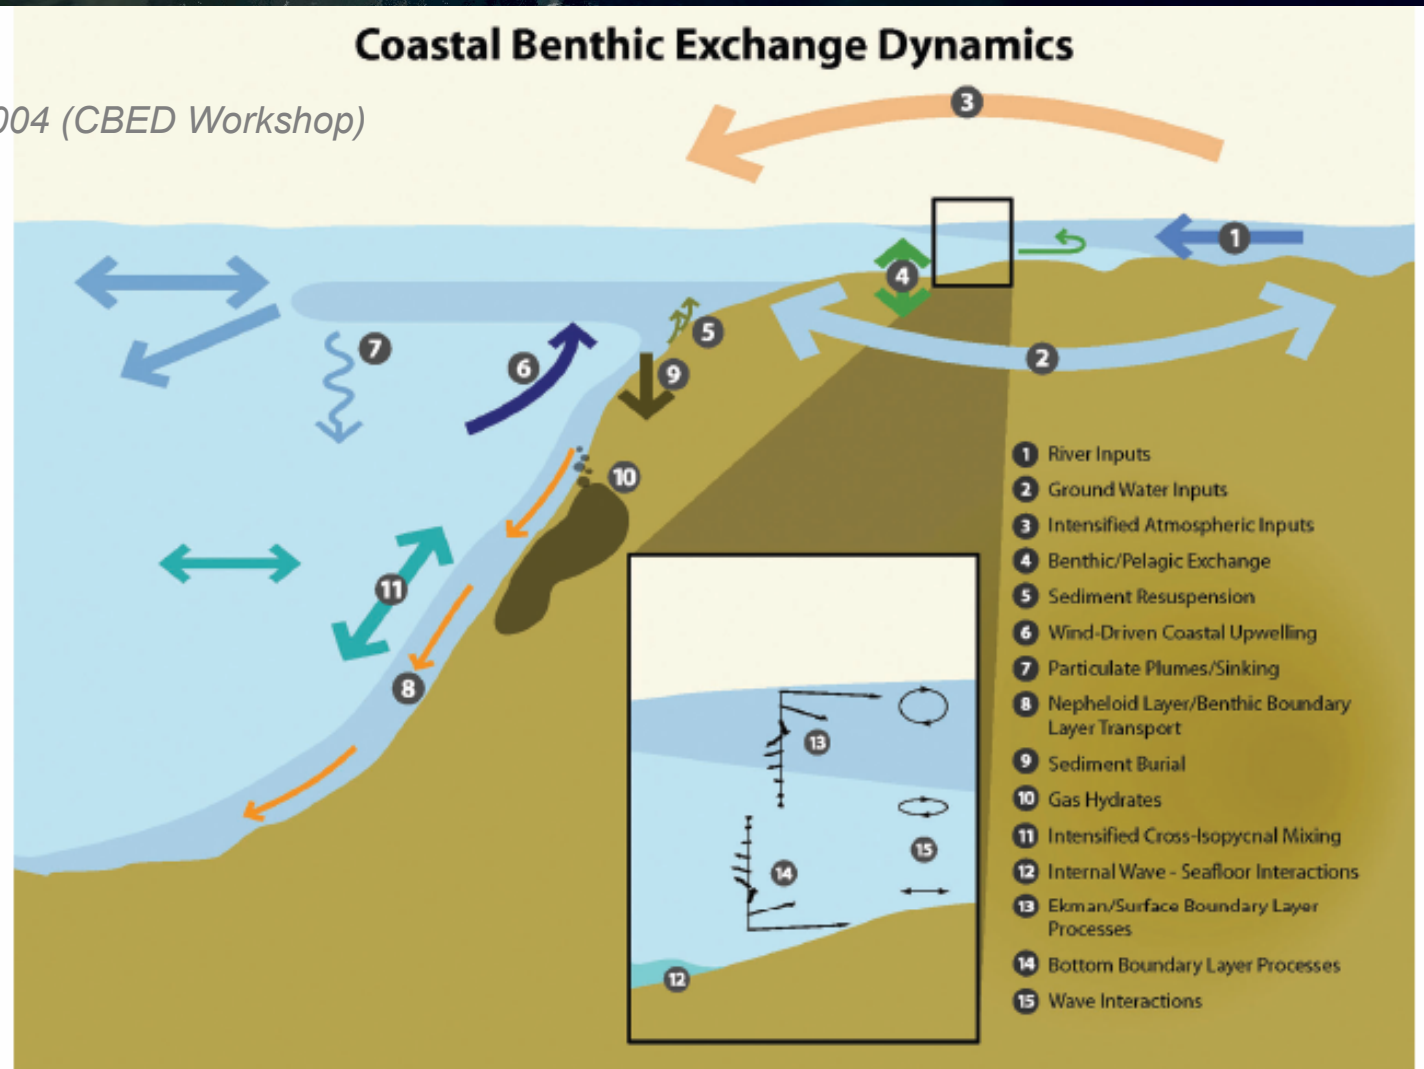 Coastal Benthic Exchange Dynamics
004 (CBED Workshop)
3
1
4
2
5
7
6
9
10
11
8
13
15
14
12
1 River Inputs
2 Ground Water Inputs
3 Intensified Atmospheric Inputs
4 Benthic/Pelagic Exchange
5 Sediment Resuspension
6 Wind-Driven Coastal Upwelling
7 Particulate Plumes/Sinking
8 Nepheloid Layer/Benthic Boundary
Layer Transport
9 Sediment Burial
10 Gas Hydrates
11 Intensified Cross-Isopycnal Mixing
12 Internal Wave - Seafloor Interactions
13 Ekman/Surface Boundary Layer
Processes
14 Bottom Boundary Layer Processes
15 Wave Interactions